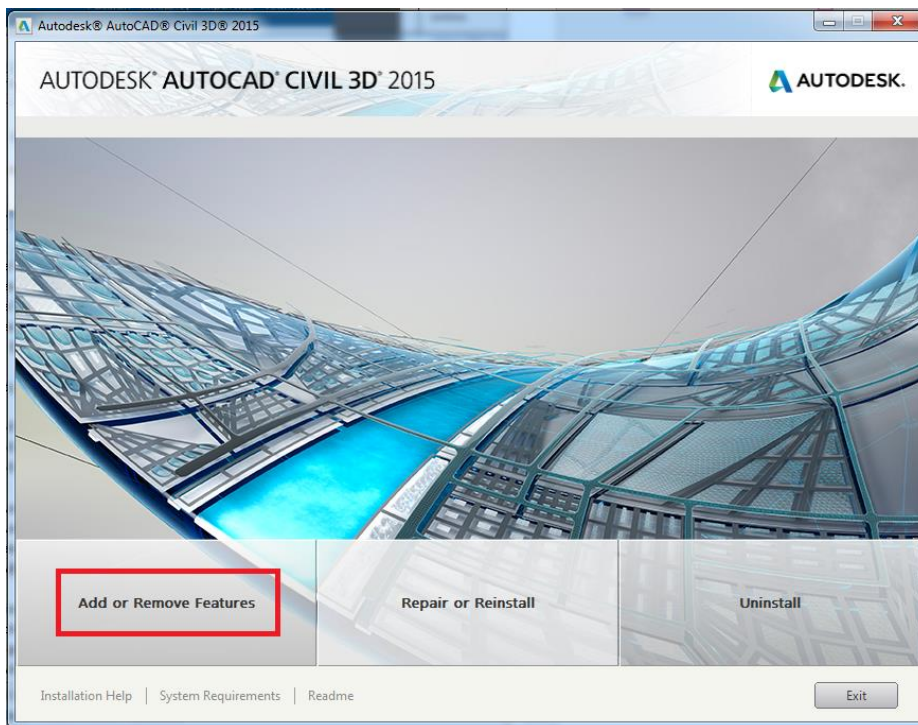 Autodesk® AutoCAD® Civil 3D® 2015
AUTODESK® AUTOCAD® CIVIL 3D® 2015
AUTODESK.
Add or Remove Features
Repair or Reinstall
Uninstall
Installation Help | System Requirements | Readme
Exit